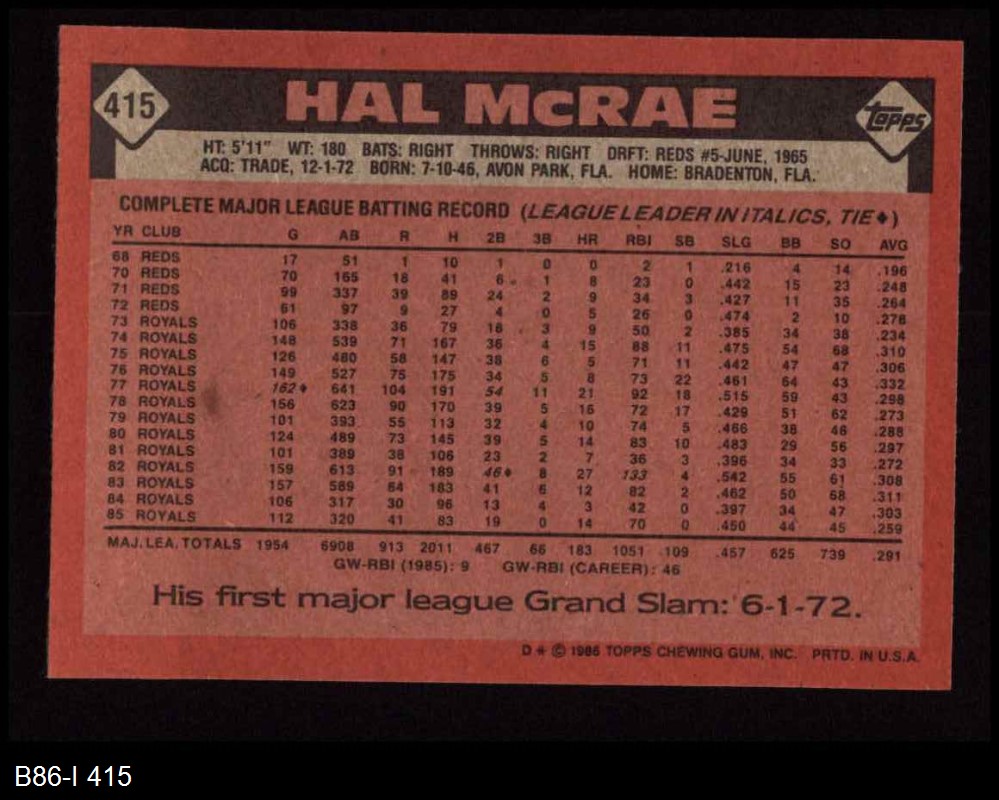 415
HAL McRAE
Topps
HT: 5'11" WT: 180 BATS: RIGHT THROWS: RIGHT DRFT: REDS #5-JUNE, 1965
ACQ: TRADE, 12-1-72 BORN: 7-10-46, AVON PARK, FLA. HOME: BRADENTON, FLA.
COMPLETE MAJOR LEAGUE BATTING RECORD (LEAGUE LEADER IN ITALICS, TIE♦)
YR CLUB G AB R H 2B 3B HR RBI SB SLG BB SO AVG
68 REDS 17 51 1 10 1 0 0 2 1 .216 4 14 .196
70 REDS 70 165 18 41 6 1 8 23 0 .442 15 23 .248
71 REDS 99 337 39 89 24 2 9 34 3 .427 11 35 .264
72 REDS 61 97 9 27 4 0 5 26 0 .474 2 10 .278
73 ROYALS 106 338 36 79 18 3 9 50 2 .385 34 38 .234
74 ROYALS 148 539 71 167 36 4 15 88 11 .475 54 68 .310
75 ROYALS 126 480 58 147 38 6 5 71 11 .442 47 47 .306
76 ROYALS 149 527 75 175 34 5 8 73 22 .461 64 43 .332
77 ROYALS 162♦ 641 104 191 54 11 21 92 18 .515 59 43 .298
78 ROYALS 156 623 90 170 39 5 16 72 17 .429 51 62 .273
79 ROYALS 101 393 55 113 32 4 10 74 5 .466 38 46 .288
80 ROYALS 124 489 73 145 39 5 14 83 10 .483 29 56 .297
81 ROYALS 101 389 38 106 23 2 7 36 3 .396 34 33 .272
82 ROYALS 159 613 91 189 46♦ 8 27 133 4 .542 55 61 .308
83 ROYALS 157 589 84 183 41 6 12 82 2 .462 50 68 .311
84 ROYALS 106 317 30 96 13 4 3 42 0 .397 34 47 .303
85 ROYALS 112 320 41 83 19 0 14 70 0 .450 44 45 .259
MAJ. LEA. TOTALS 1954 6908 913 2011 467 66 183 1051 109 .457 625 739 .291
GW-RBI (1985): 9 GW-RBI (CAREER): 46
His first major league Grand Slam: 6-1-72.
D★ © 1986 TOPPS CHEWING GUM, INC. PRTD. IN U.S.A.
B86-I 415